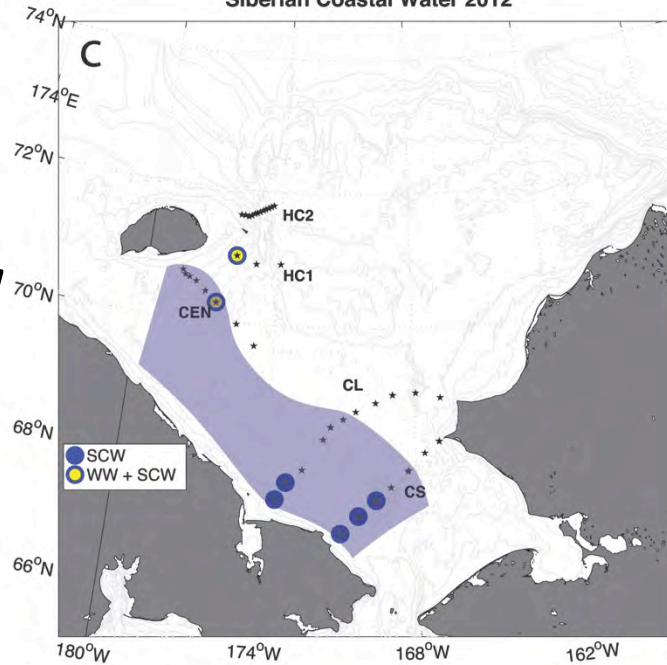 Siberian Coastal Water 2012
C
74°N
174°E
72°N
70°N
68°N
66°N
HC2
HC1
CEN
CL
CS
SCW
WW + SCW
180°W
174°W
168°W
162°W